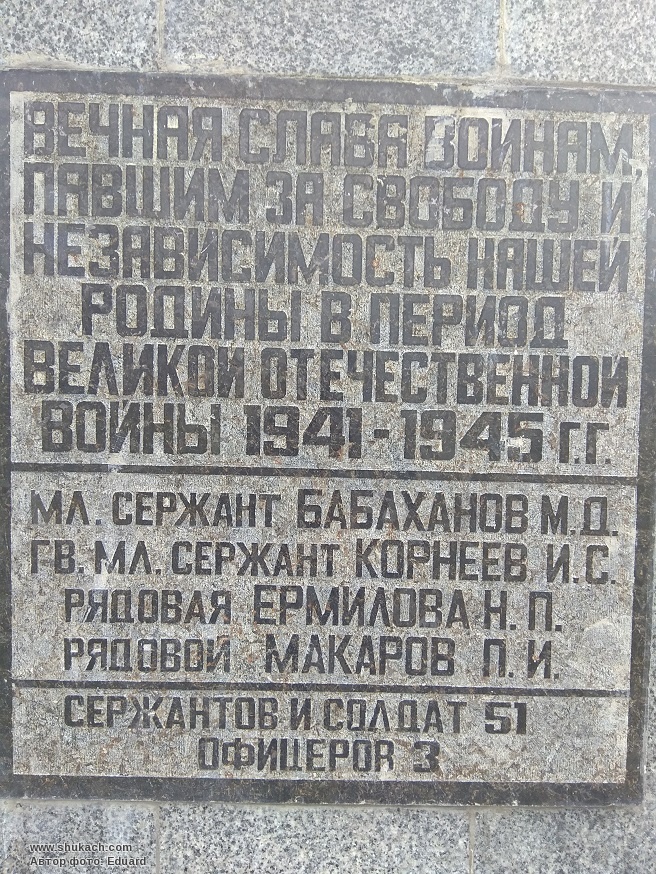 ВЕЧНАЯ СЛАВА ВОИНАМ,
ПАВШИМ ЗА СВОБОДУ И
НЕЗАВИСИМОСТЬ НАШЕЙ
РОДИНЫ В ПЕРИОД
ВЕЛИКОЙ ОТЕЧЕСТВЕННОЙ
ВОЙНЫ 1941-1945 Г.Г.
МЛ. СЕРЖАНТ БАБАХАНОВ М.Д.
ГВ. МЛ. СЕРЖАНТ КОРНЕЕВ И.С.
РЯДОВАЯ ЕРМИЛОВА Н.П.
РЯДОВОЙ МАКАРОВ П.И.
СЕРЖАНТОВ И СОЛДАТ 51
ОФИЦЕРОВ 3
www.shukach.com
Автор фото- Eduard